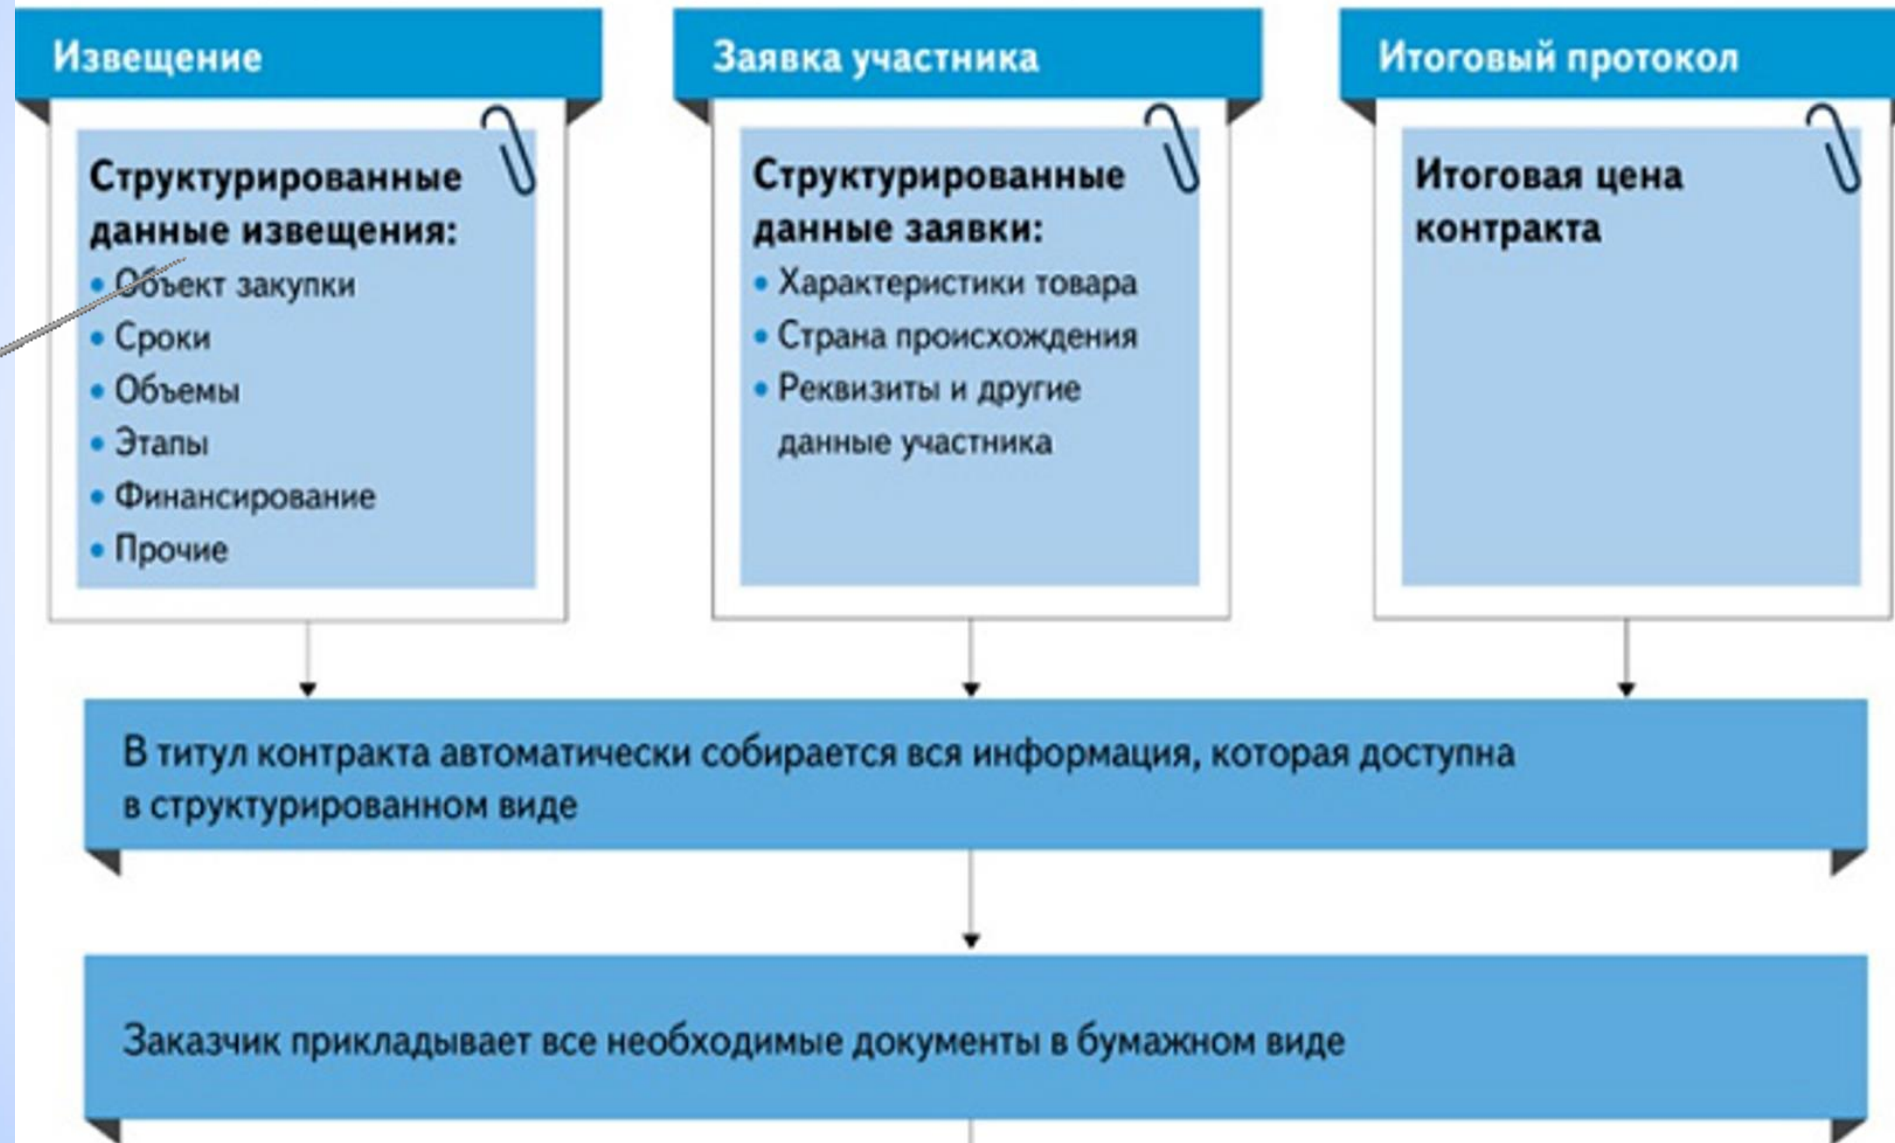 Извещение
Структурированные
данные извещения:
• Объект закупки
• Сроки
• Объемы
• Этапы
• Финансирование
• Прочие
Заявка участника
Структурированные
данные заявки:
• Характеристики товара
• Страна происхождения
• Реквизиты и другие
данные участника
Итоговый протокол
Итоговая цена
контракта
В титул контракта автоматически собирается вся информация, которая доступна
в структурированном виде
Заказчик прикладывает все необходимые документы в бумажном виде